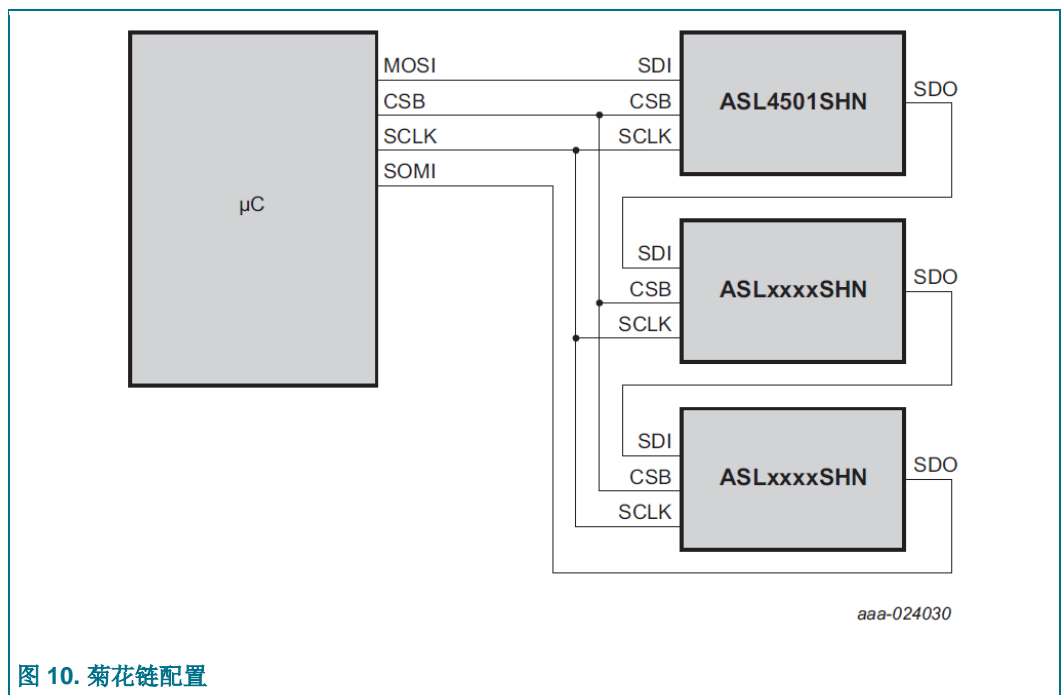 MOSI
CSB
SCLK
SOMI
µC
SDI
CSB
SCLK
ASL4501SHN
SDO
SDI
CSB
SCLK
ASLxxxxSHN
SDO
SDI
CSB
SCLK
ASLxxxxSHN
SDO
aaa-024030
图 10. 菊花链配置